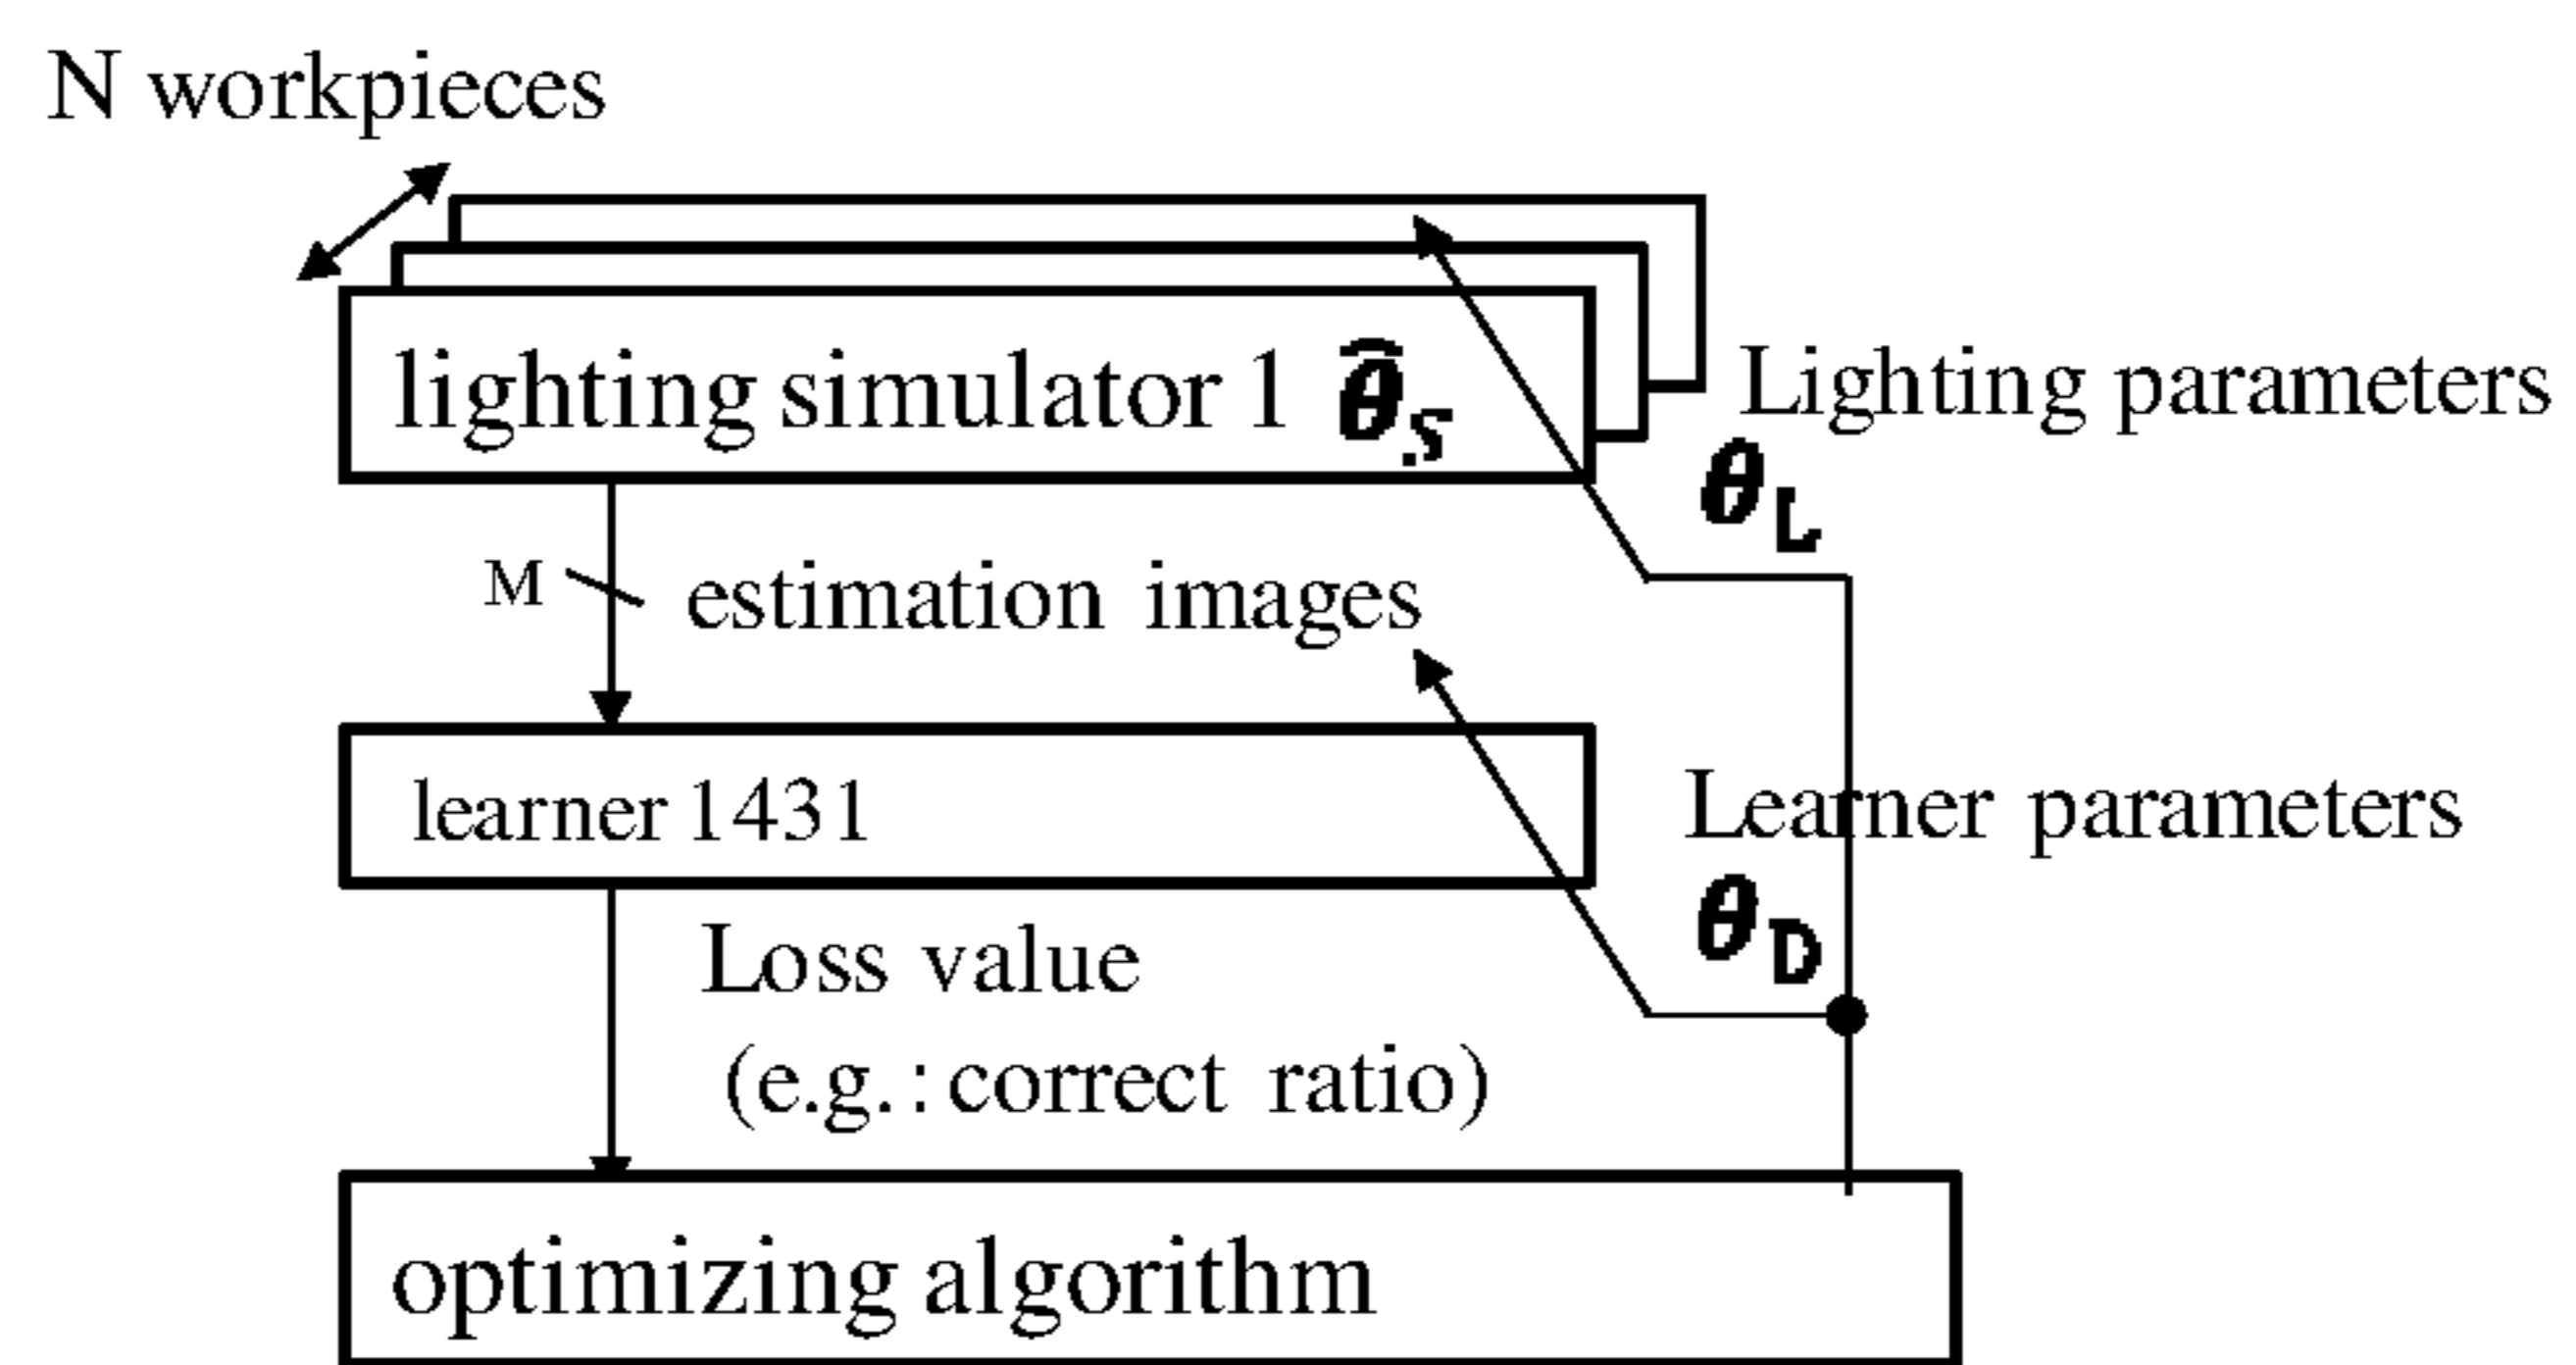 N workpieces
lighting simulator 1 θ̂.S
Lighting parameters
θL
M
estimation images
learner 1431
Learner parameters
θD
Loss value
(e.g.:correct ratio)
optimizing algorithm